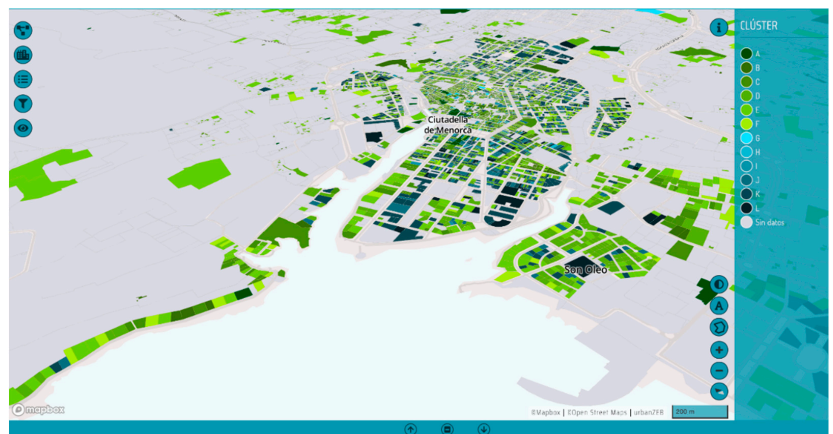 CLÚSTER
A
B
C
D
E
F
G
H
I
J
K
L
Sin datos
Ciutadella
de Menorca
Son Oleo
A
mapbox
©Mapbox | ©Open Street Maps | urbanZEB
200 m